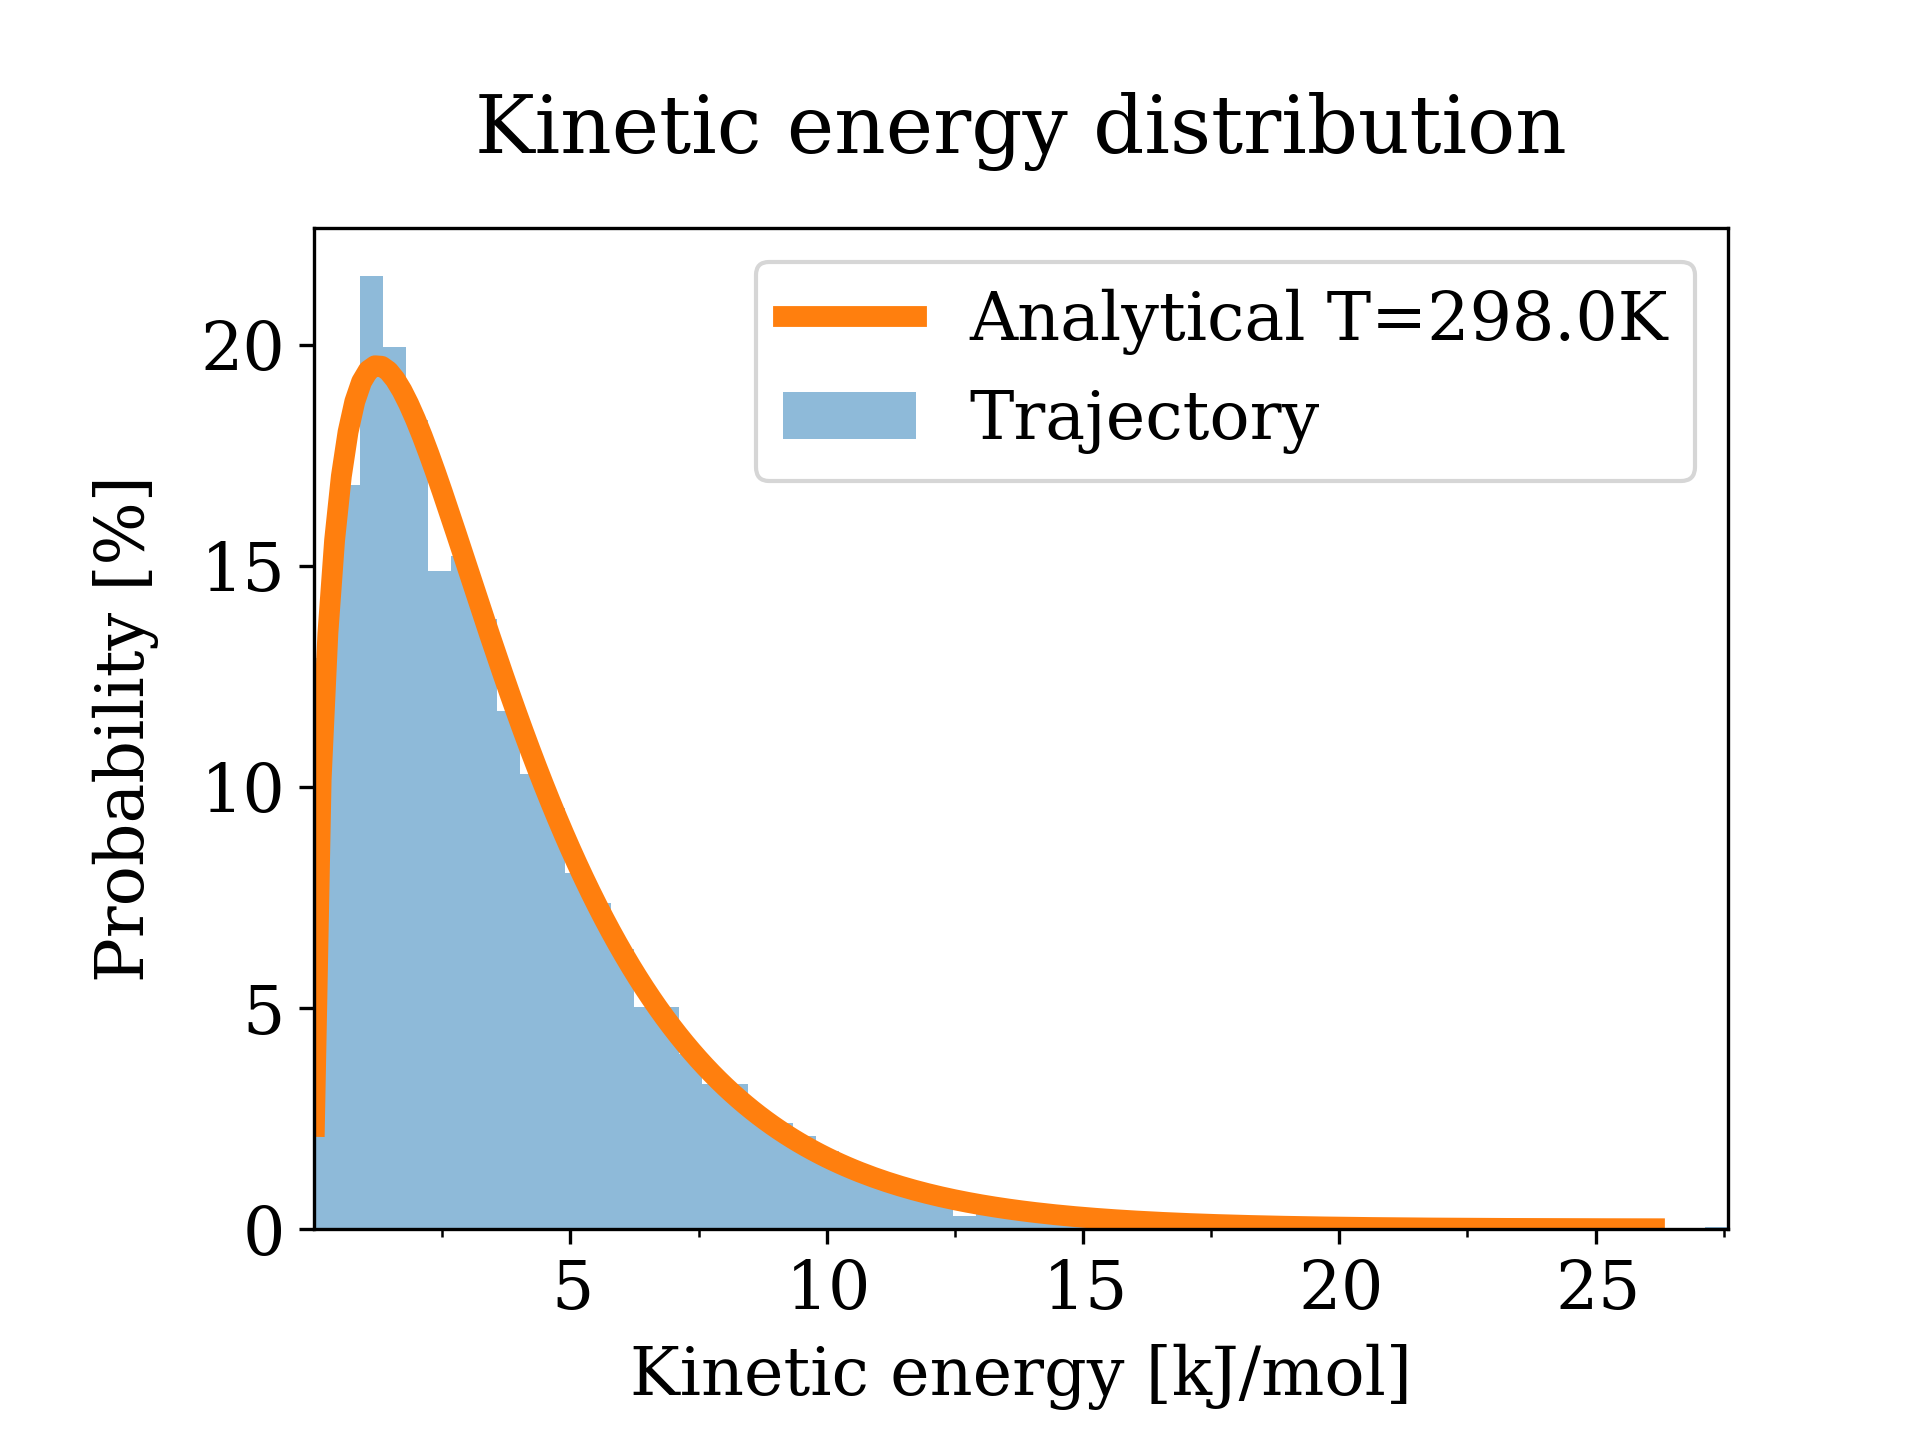 Kinetic energy distribution
Analytical T=298.0K
Trajectory
Probability [%]
20
15
10
5
0
5 10 15 20 25
Kinetic energy [kJ/mol]